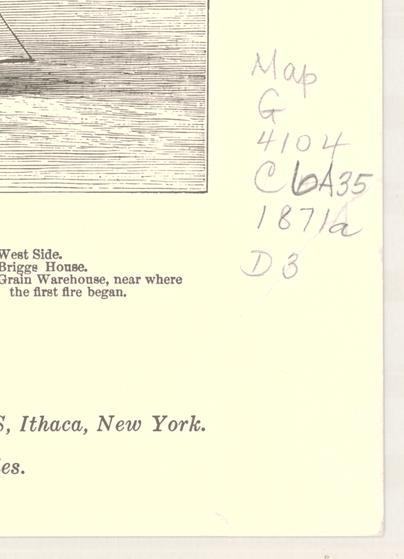 Map
G
4104
C6A35
1871a
D3
West Side.
Briggs House.
Grain Warehouse, near where
the first fire began.
S, Ithaca, New York.
es.